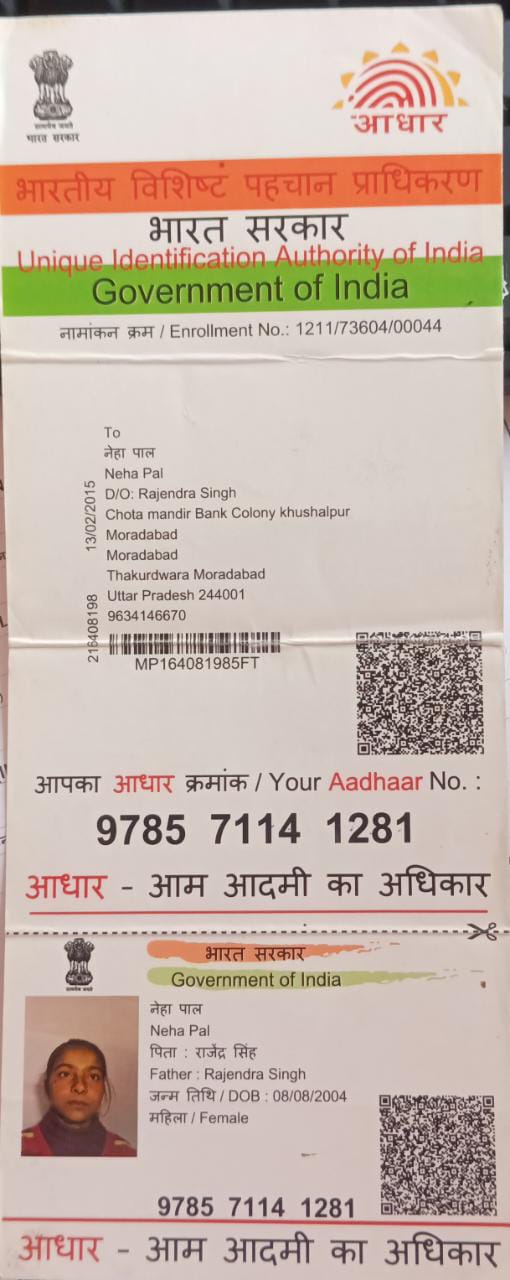 सत्यमेव जयते
भारत सरकार
आधार
भारतीय विशिष्ट पहचान प्राधिकरण
भारत सरकार
Unique Identification Authority of India
Government of India
नामांकन क्रम / Enrollment No.: 1211/73604/00044
To
नेहा पाल
Neha Pal
D/O: Rajendra Singh
Chota mandir Bank Colony khushalpur
Moradabad
Moradabad
Thakurdwara Moradabad
Uttar Pradesh 244001
9634146670
13/02/2015
216408198
MP164081985FT
आपका आधार क्रमांक / Your Aadhaar No. :
9785 7114 1281
आधार - आम आदमी का अधिकार
भारत सरकार
Government of India
नेहा पाल
Neha Pal
पिता : राजेंद्र सिंह
Father : Rajendra Singh
जन्म तिथि / DOB : 08/08/2004
महिला / Female
9785 7114 1281
आधार - आम आदमी का अधिकार